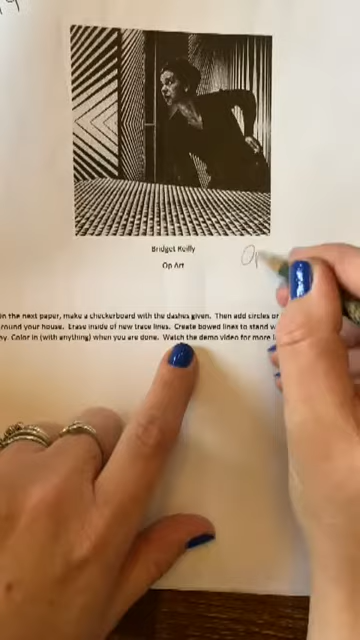 Bridget Reilly
Op Art
Op
n the next paper, make a checkerboard with the dashes given. Then add circles or
round your house. Erase inside of new trace lines. Create bowed lines to stand
by. Color in (with anything) when you are done. Watch the demo video for more